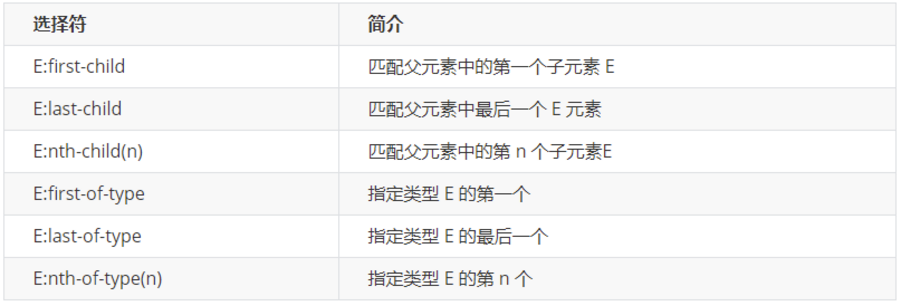 选择符 简介
E:first-child 匹配父元素中的第一个子元素 E
E:last-child 匹配父元素中最后一个 E 元素
E:nth-child(n) 匹配父元素中的第 n 个子元素E
E:first-of-type 指定类型 E 的第一个
E:last-of-type 指定类型 E 的最后一个
E:nth-of-type(n) 指定类型 E 的第 n 个